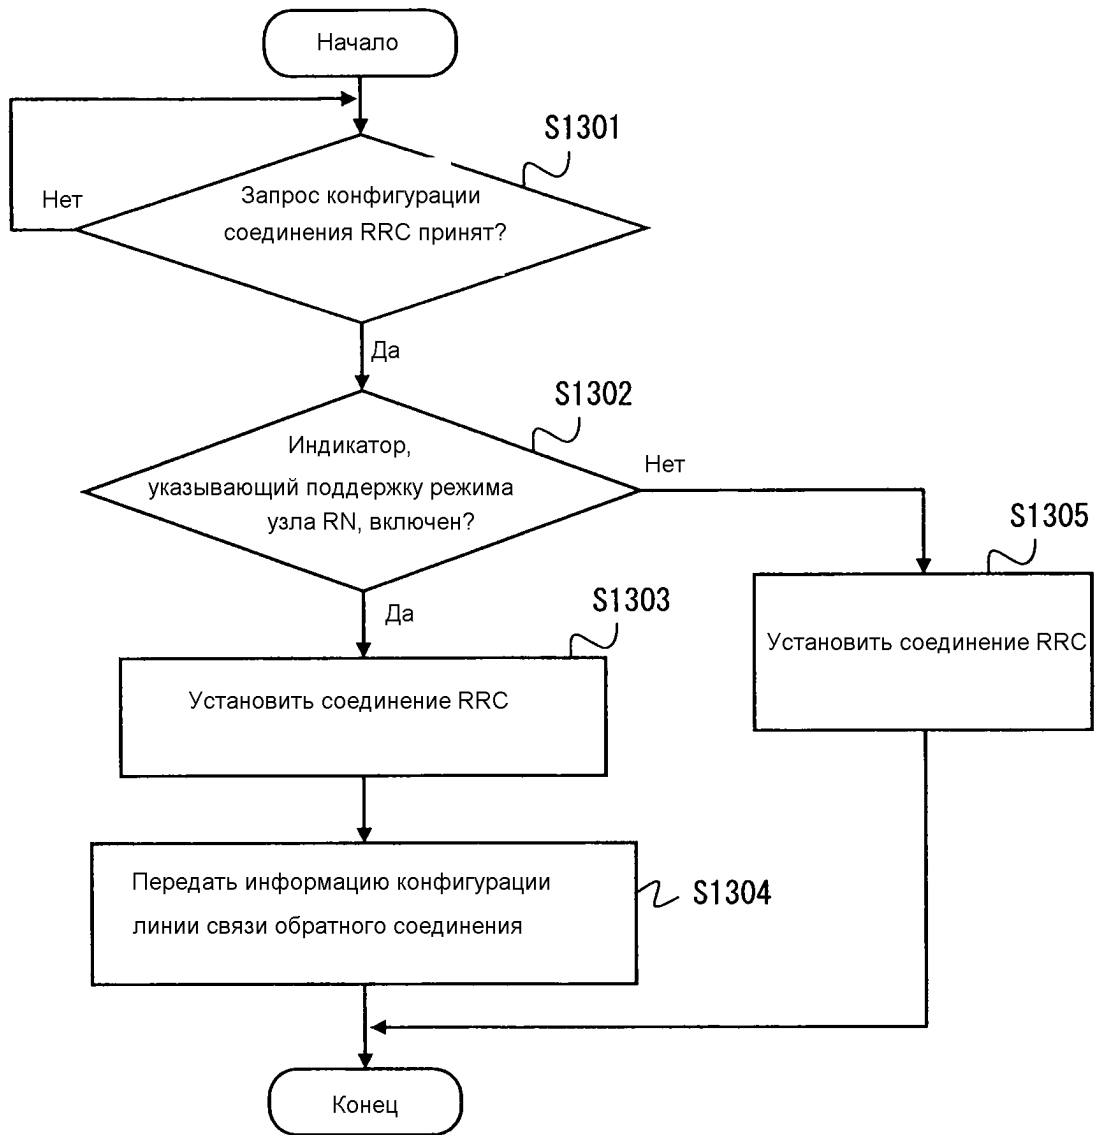 Начало
S1301
Нет
Запрос конфигурации
соединения RRC принят?
Да
S1302
Индикатор,
указывающий поддержку режима
узла RN, включен?
Нет
S1305
Да
S1303
Установить соединение RRC
Установить соединение RRC
Передать информацию конфигурации
линии связи обратного соединения
S1304
Конец